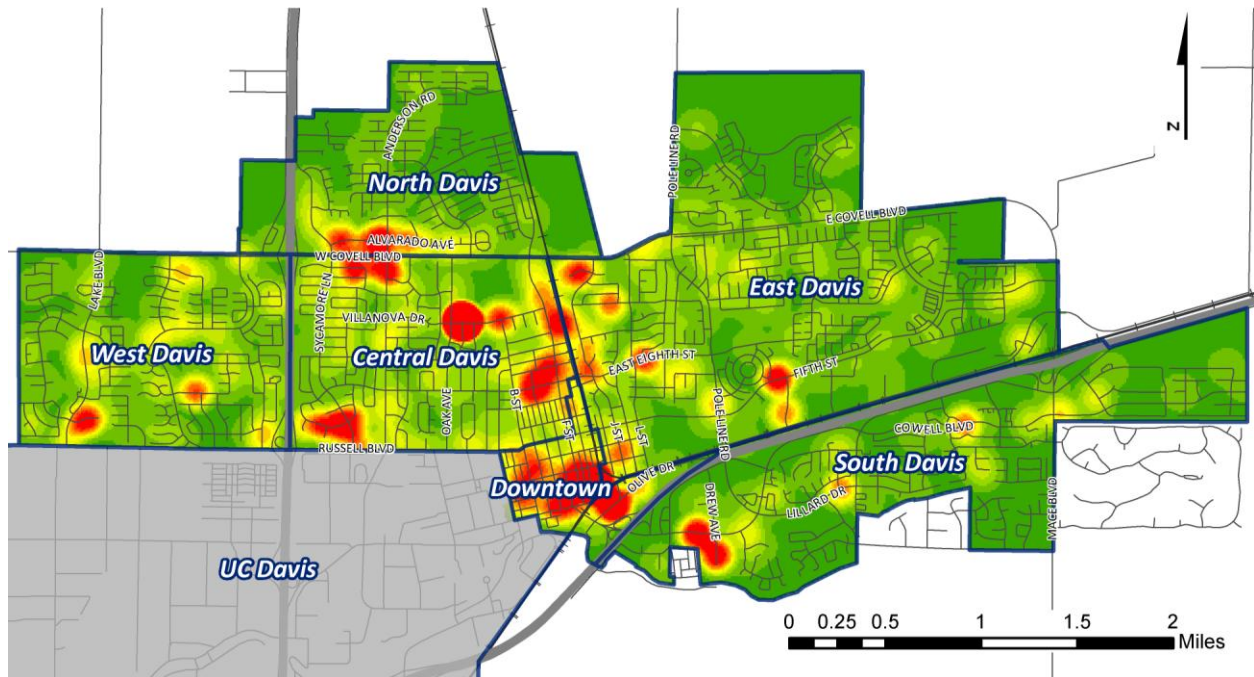 ANDERSON RD
POLE LINE RD
N
North Davis
E COVELL BLVD
ALVARADO AVE
W COVELL BLVD
LAKE BLVD
SYCAMORE LN
East Davis
VILLANOVA DR
West Davis
Central Davis
EAST EIGHTH ST
FIFTH ST
OAK AVE
B ST
F ST
J ST
L ST
POLE LINE RD
COWELL BLVD
RUSSELL BLVD
South Davis
OLIVE DR
Downtown
DREW AVE
LILLARD DR
MACE BLVD
UC Davis
0 0.25 0.5 1 1.5 2
Miles